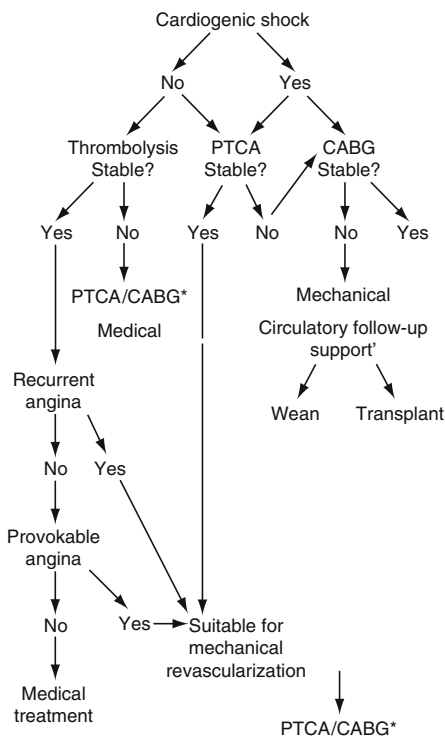 Cardiogenic shock
No Yes
Thrombolysis PTCA CABG
Stable? Stable? Stable?
Yes No Yes No No Yes
PTCA/CABG* Mechanical
Medical Circulatory follow-up
support'
Recurrent
angina
Wean Transplant
No Yes
Provokable
angina
No Yes Suitable for
mechanical
revascularization
Medical
treatment
PTCA/CABG*